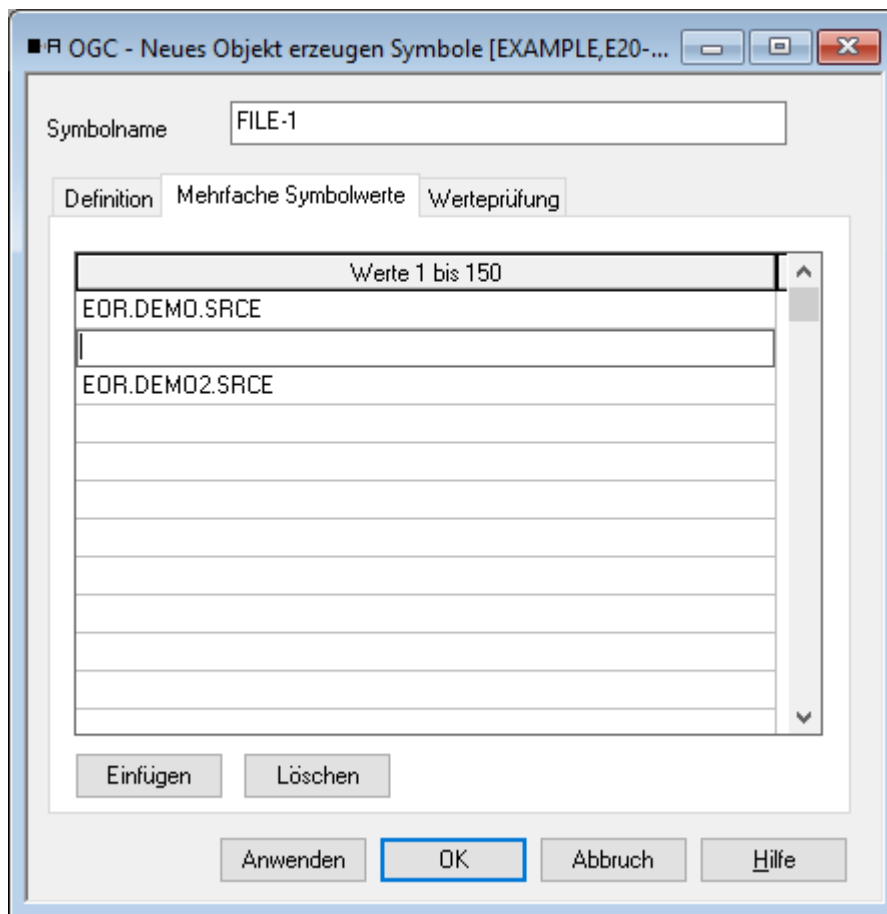 OGC - Neues Objekt erzeugen Symbole [EXAMPLE,E20-...
Symbolname FILE-1
Definition Mehrfache Symbolwerte Werteprüfung
Werte 1 bis 150
EOR.DEMO.SRCE
EOR.DEMO2.SRCE
Einfügen Löschen
Anwenden OK Abbruch Hilfe